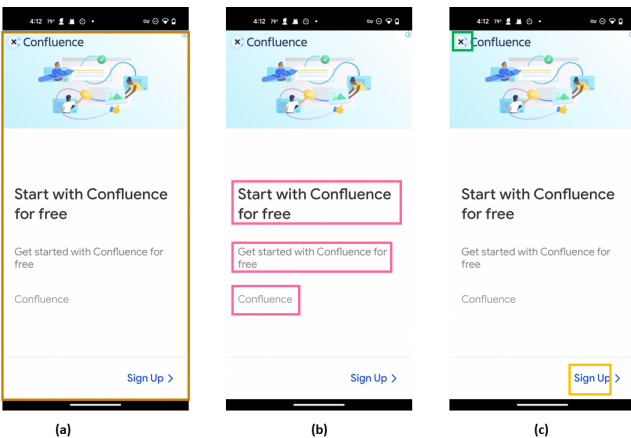 4:12 79°
Confluence
Start with Confluence
for free
Get started with Confluence for
free
Confluence
Sign Up >
(a)
4:12 79°
Confluence
Start with Confluence
for free
Get started with Confluence for
free
Confluence
Sign Up >
(b)
4:12 79°
Confluence
Start with Confluence
for free
Get started with Confluence for
free
Confluence
Sign Up >
(c)